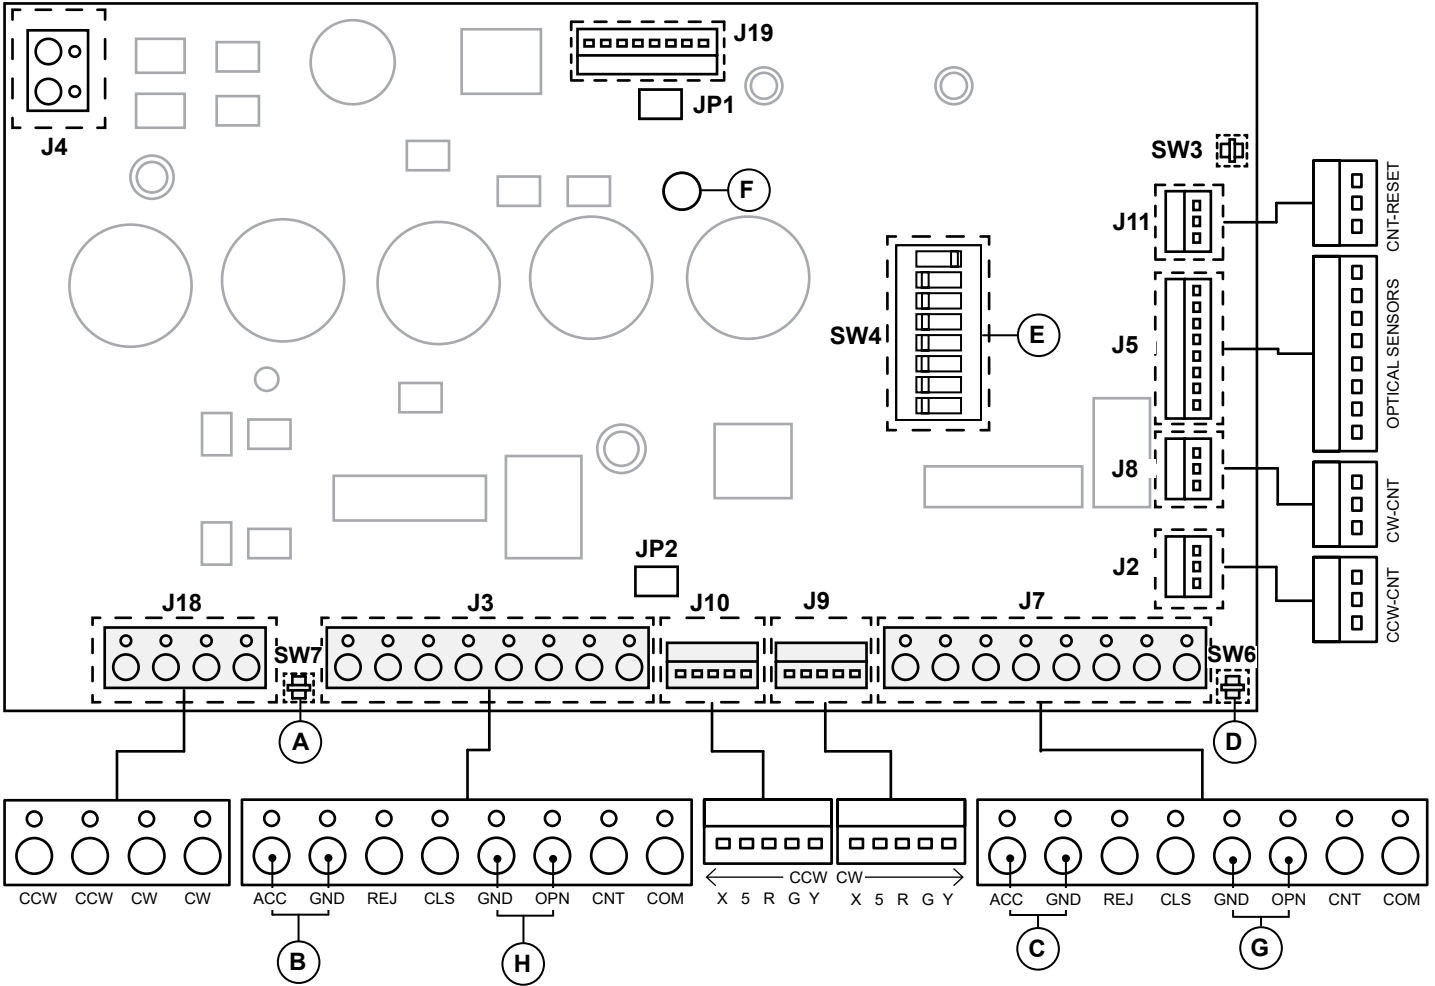 J19
JP1
J4
SW3
F
J11
CNT-RESET
SW4
E
J5
OPTICAL SENSORS
J8
CW-CNT
JP2
J2
CCW-CNT
J18
J3
J10
J9
J7
SW7
SW6
A
D
CCW CCW CW CW
ACC GND REJ CLS GND OPN CNT COM
CCW CW
X 5 R G Y
X 5 R G Y
ACC GND REJ CLS GND OPN CNT COM
B
H
C
G